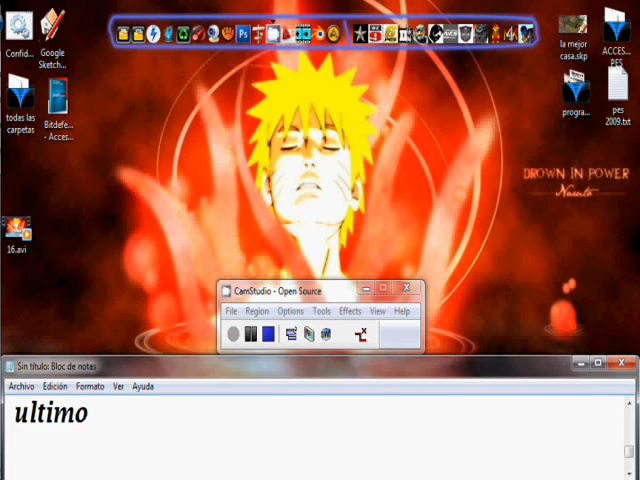 Confid...
Google
Sketch...
todas las
carpetas
Bitdefe...
- Acces...
16.avi
la mejor
casa.skp
ACCES...
PES
progra...
pes
2009.txt
Ps
DROWN IN POWER
Naruto
CamStudio - Open Source
File Region Options Tools Effects View Help
Sin título: Bloc de notas
Archivo Edición Formato Ver Ayuda
ultimo